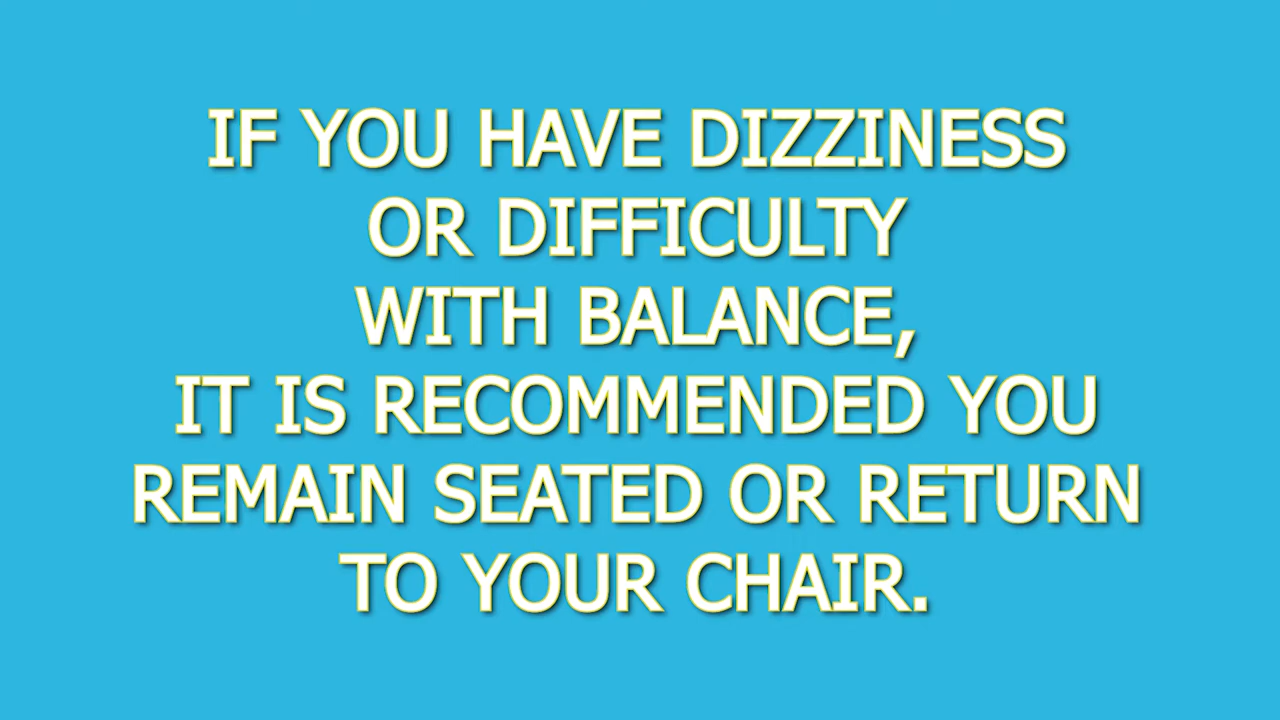 IF YOU HAVE DIZZINESS
OR DIFFICULTY
WITH BALANCE,
IT IS RECOMMENDED YOU
REMAIN SEATED OR RETURN
TO YOUR CHAIR.